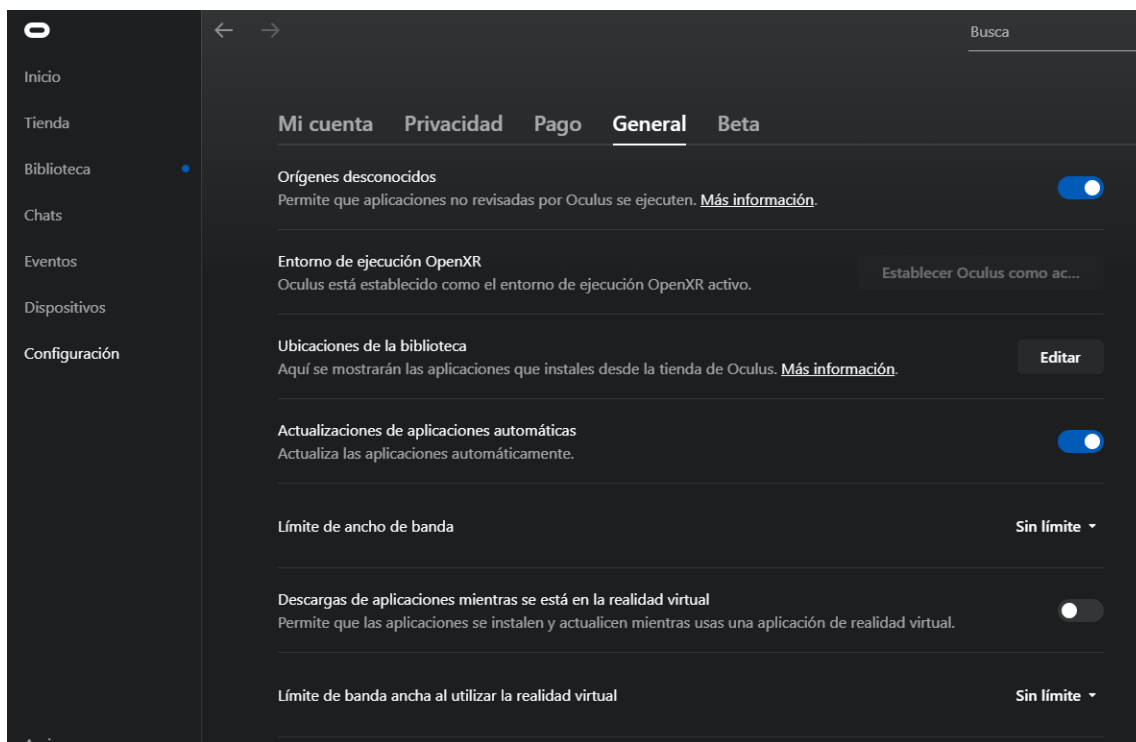 Busca
Inicio
Tienda
Biblioteca
Chats
Eventos
Dispositivos
Configuración
Mi cuenta Privacidad Pago General Beta
Orígenes desconocidos
Permite que aplicaciones no revisadas por Oculus se ejecuten. Más información.
Entorno de ejecución OpenXR
Oculus está establecido como el entorno de ejecución OpenXR activo.
Establecer Oculus como ac...
Ubicaciones de la biblioteca
Aquí se mostrarán las aplicaciones que instales desde la tienda de Oculus. Más información.
Editar
Actualizaciones de aplicaciones automáticas
Actualiza las aplicaciones automáticamente.
Límite de ancho de banda
Sin límite
Descargas de aplicaciones mientras se está en la realidad virtual
Permite que las aplicaciones se instalen y actualicen mientras usas una aplicación de realidad virtual.
Límite de banda ancha al utilizar la realidad virtual
Sin límite